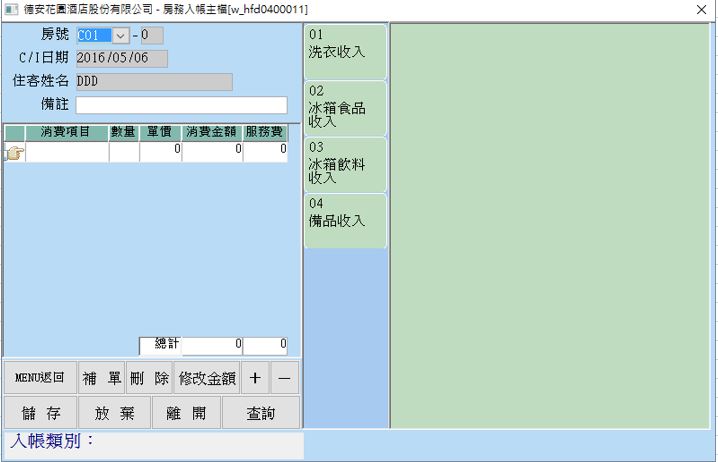 德安花園酒店股份有限公司 - 房務入帳主檔[w_hfd0400011]
房號 C01 - 0
C/I日期 2016/05/06
住客姓名 DDD
備註
消費項目 數量 單價 消費金額 服務費
0 0 0
總計 0 0
MENU返回 補 單 刪 除 修改金額 + －
儲 存 放 棄 離 開 查詢
入帳類別：
01
洗衣收入
02
冰箱食品
收入
03
冰箱飲料
收入
04
備品收入